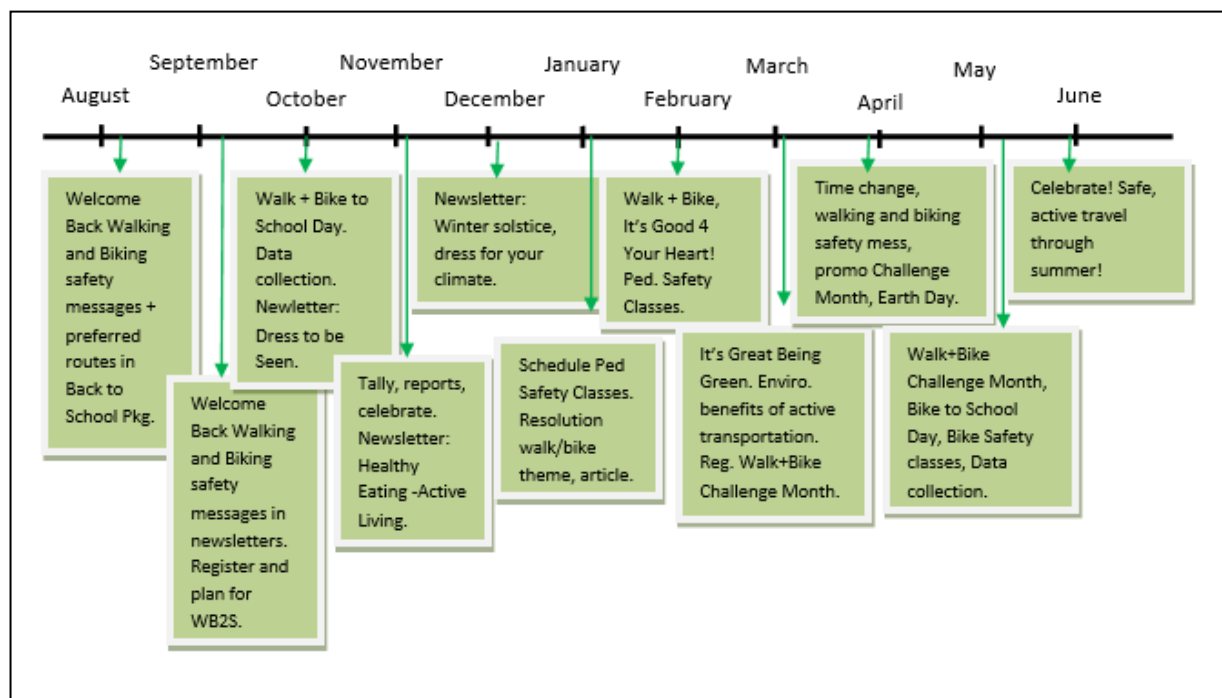 September
November
January
March
May
August
October
December
February
April
June
Welcome
Back Walking
and Biking
safety
messages +
preferred
routes in
Back to
School Pkg.
Welcome
Back Walking
and Biking
safety
messages in
newsletters.
Register and
plan for
WB2S.
Walk + Bike to
School Day.
Data
collection.
Newletter:
Dress to be
Seen.
Tally, reports,
celebrate.
Newsletter:
Healthy
Eating -Active
Living.
Newsletter:
Winter solstice,
dress for your
climate.
Schedule Ped
Safety Classes.
Resolution
walk/bike
theme, article.
Walk + Bike,
It's Good 4
Your Heart!
Ped. Safety
Classes.
It's Great Being
Green. Enviro.
benefits of active
transportation.
Reg. Walk+Bike
Challenge Month.
Time change,
walking and biking
safety mess,
promo Challenge
Month, Earth Day.
Walk+Bike
Challenge Month,
Bike to School
Day, Bike Safety
classes, Data
collection.
Celebrate! Safe,
active travel
through
summer!